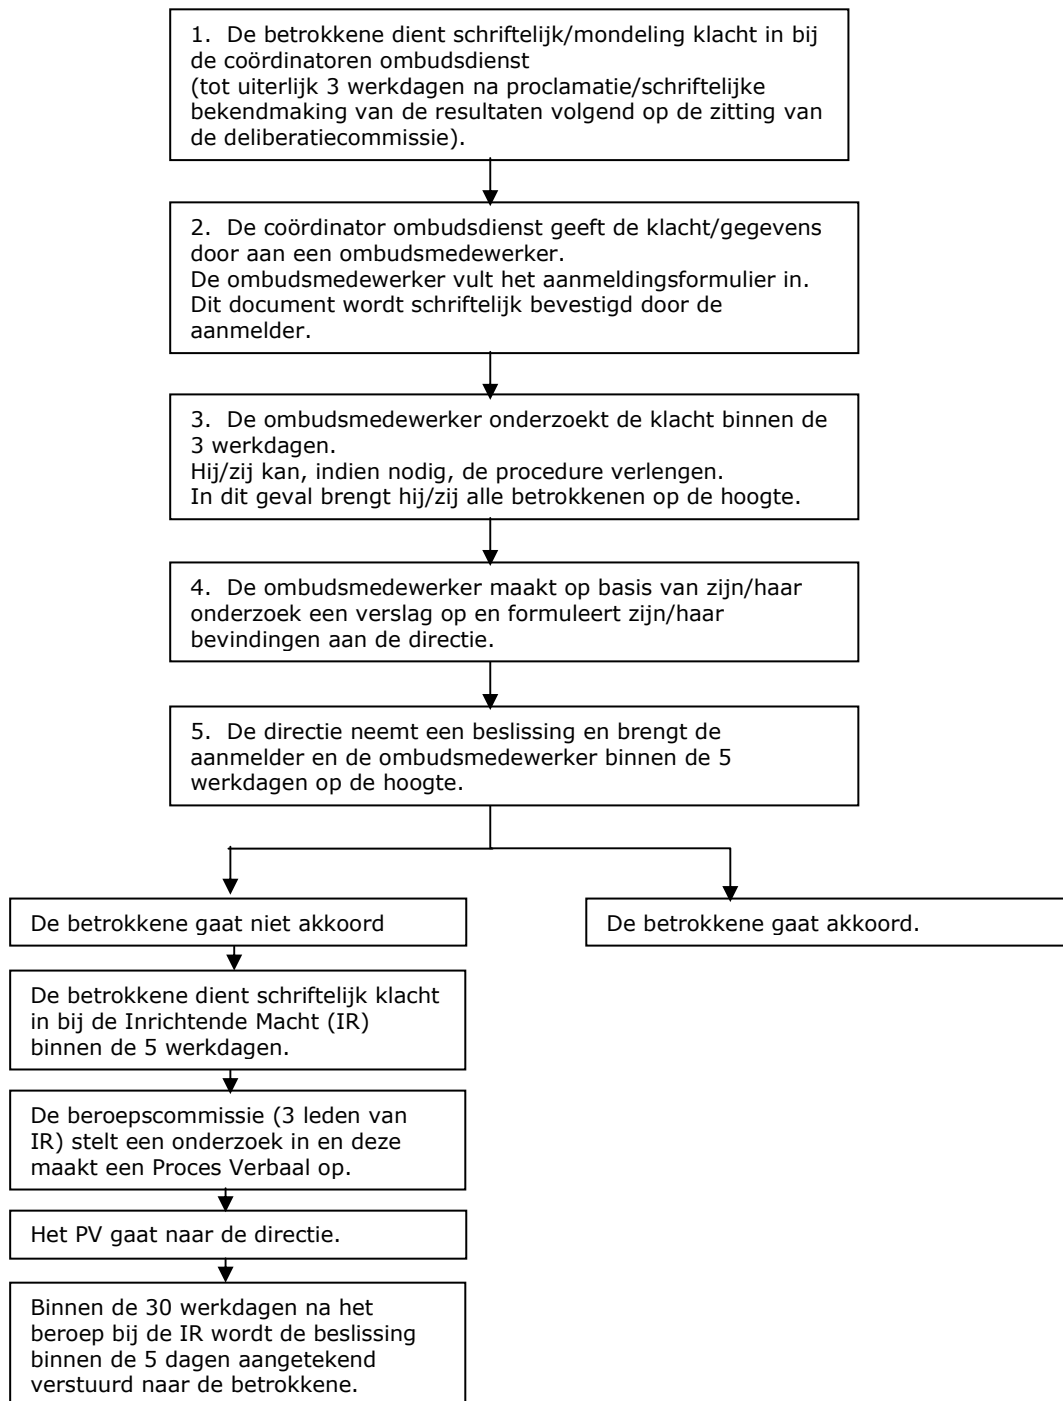 1. De betrokkene dient schriftelijk/mondeling klacht in bij
de coördinatoren ombudsdienst
(tot uiterlijk 3 werkdagen na proclamatie/schriftelijke
bekendmaking van de resultaten volgend op de zitting van
de deliberatiecommissie).
2. De coördinator ombudsdienst geeft de klacht/gegevens
door aan een ombudsmedewerker.
De ombudsmedewerker vult het aanmeldingsformulier in.
Dit document wordt schriftelijk bevestigd door de
aanmelder.
3. De ombudsmedewerker onderzoekt de klacht binnen de
3 werkdagen.
Hij/zij kan, indien nodig, de procedure verlengen.
In dit geval brengt hij/zij alle betrokkenen op de hoogte.
4. De ombudsmedewerker maakt op basis van zijn/haar
onderzoek een verslag op en formuleert zijn/haar
bevindingen aan de directie.
5. De directie neemt een beslissing en brengt de
aanmelder en de ombudsmedewerker binnen de 5
werkdagen op de hoogte.
De betrokkene gaat niet akkoord
De betrokkene gaat akkoord.
De betrokkene dient schriftelijk klacht
in bij de Inrichtende Macht (IR)
binnen de 5 werkdagen.
De beroepscommissie (3 leden van
IR) stelt een onderzoek in en deze
maakt een Proces Verbaal op.
Het PV gaat naar de directie.
Binnen de 30 werkdagen na het
beroep bij de IR wordt de beslissing
binnen de 5 dagen aangetekend
verstuurd naar de betrokkene.